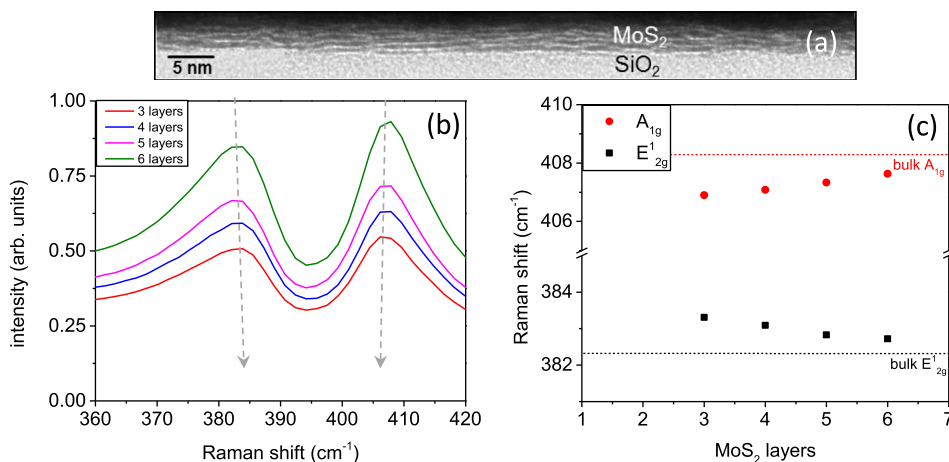 MoS2
(a)
5 nm
SiO2
1.00
0.75
0.50
0.25
0.00
intensity (arb. units)
3 layers
4 layers
5 layers
6 layers
(b)
360 370 380 390 400 410 420
Raman shift (cm-1)
410
408
406
384
382
Raman shift (cm-1)
A1g
E12g
(c)
bulk A1g
bulk E12g
1 2 3 4 5 6 7
MoS2 layers